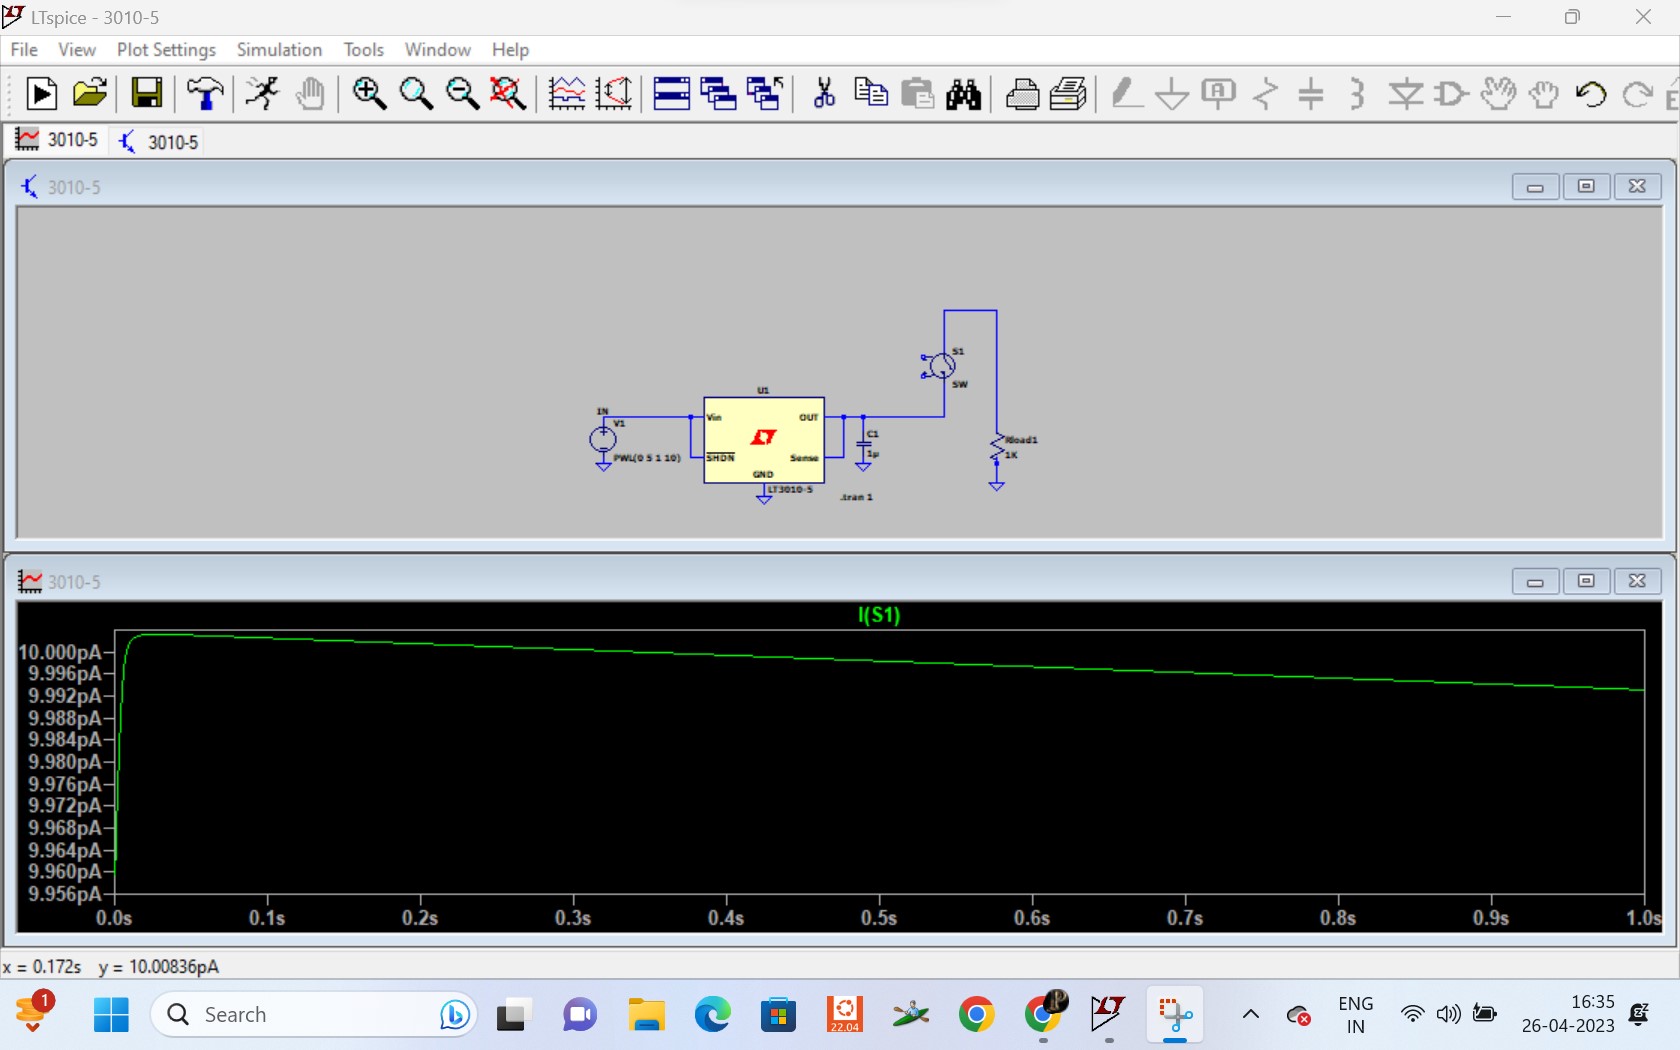 LTspice - 3010-5
File View Plot Settings Simulation Tools Window Help
3010-5 3010-5
3010-5
S1
SW
U1
IN
V1
PWL(0 5 1 10)
Vin
OUT
SHDN
Sense
GND
LT3010-5
C1
1µ
Rload1
1K
.tran 1
3010-5
I(S1)
10.000pA
9.996pA
9.992pA
9.988pA
9.984pA
9.980pA
9.976pA
9.972pA
9.968pA
9.964pA
9.960pA
9.956pA
0.0s 0.1s 0.2s 0.3s 0.4s 0.5s 0.6s 0.7s 0.8s 0.9s 1.0s
x = 0.172s y = 10.00836pA
1
Search
22.04
ENG
IN
16:35
26-04-2023